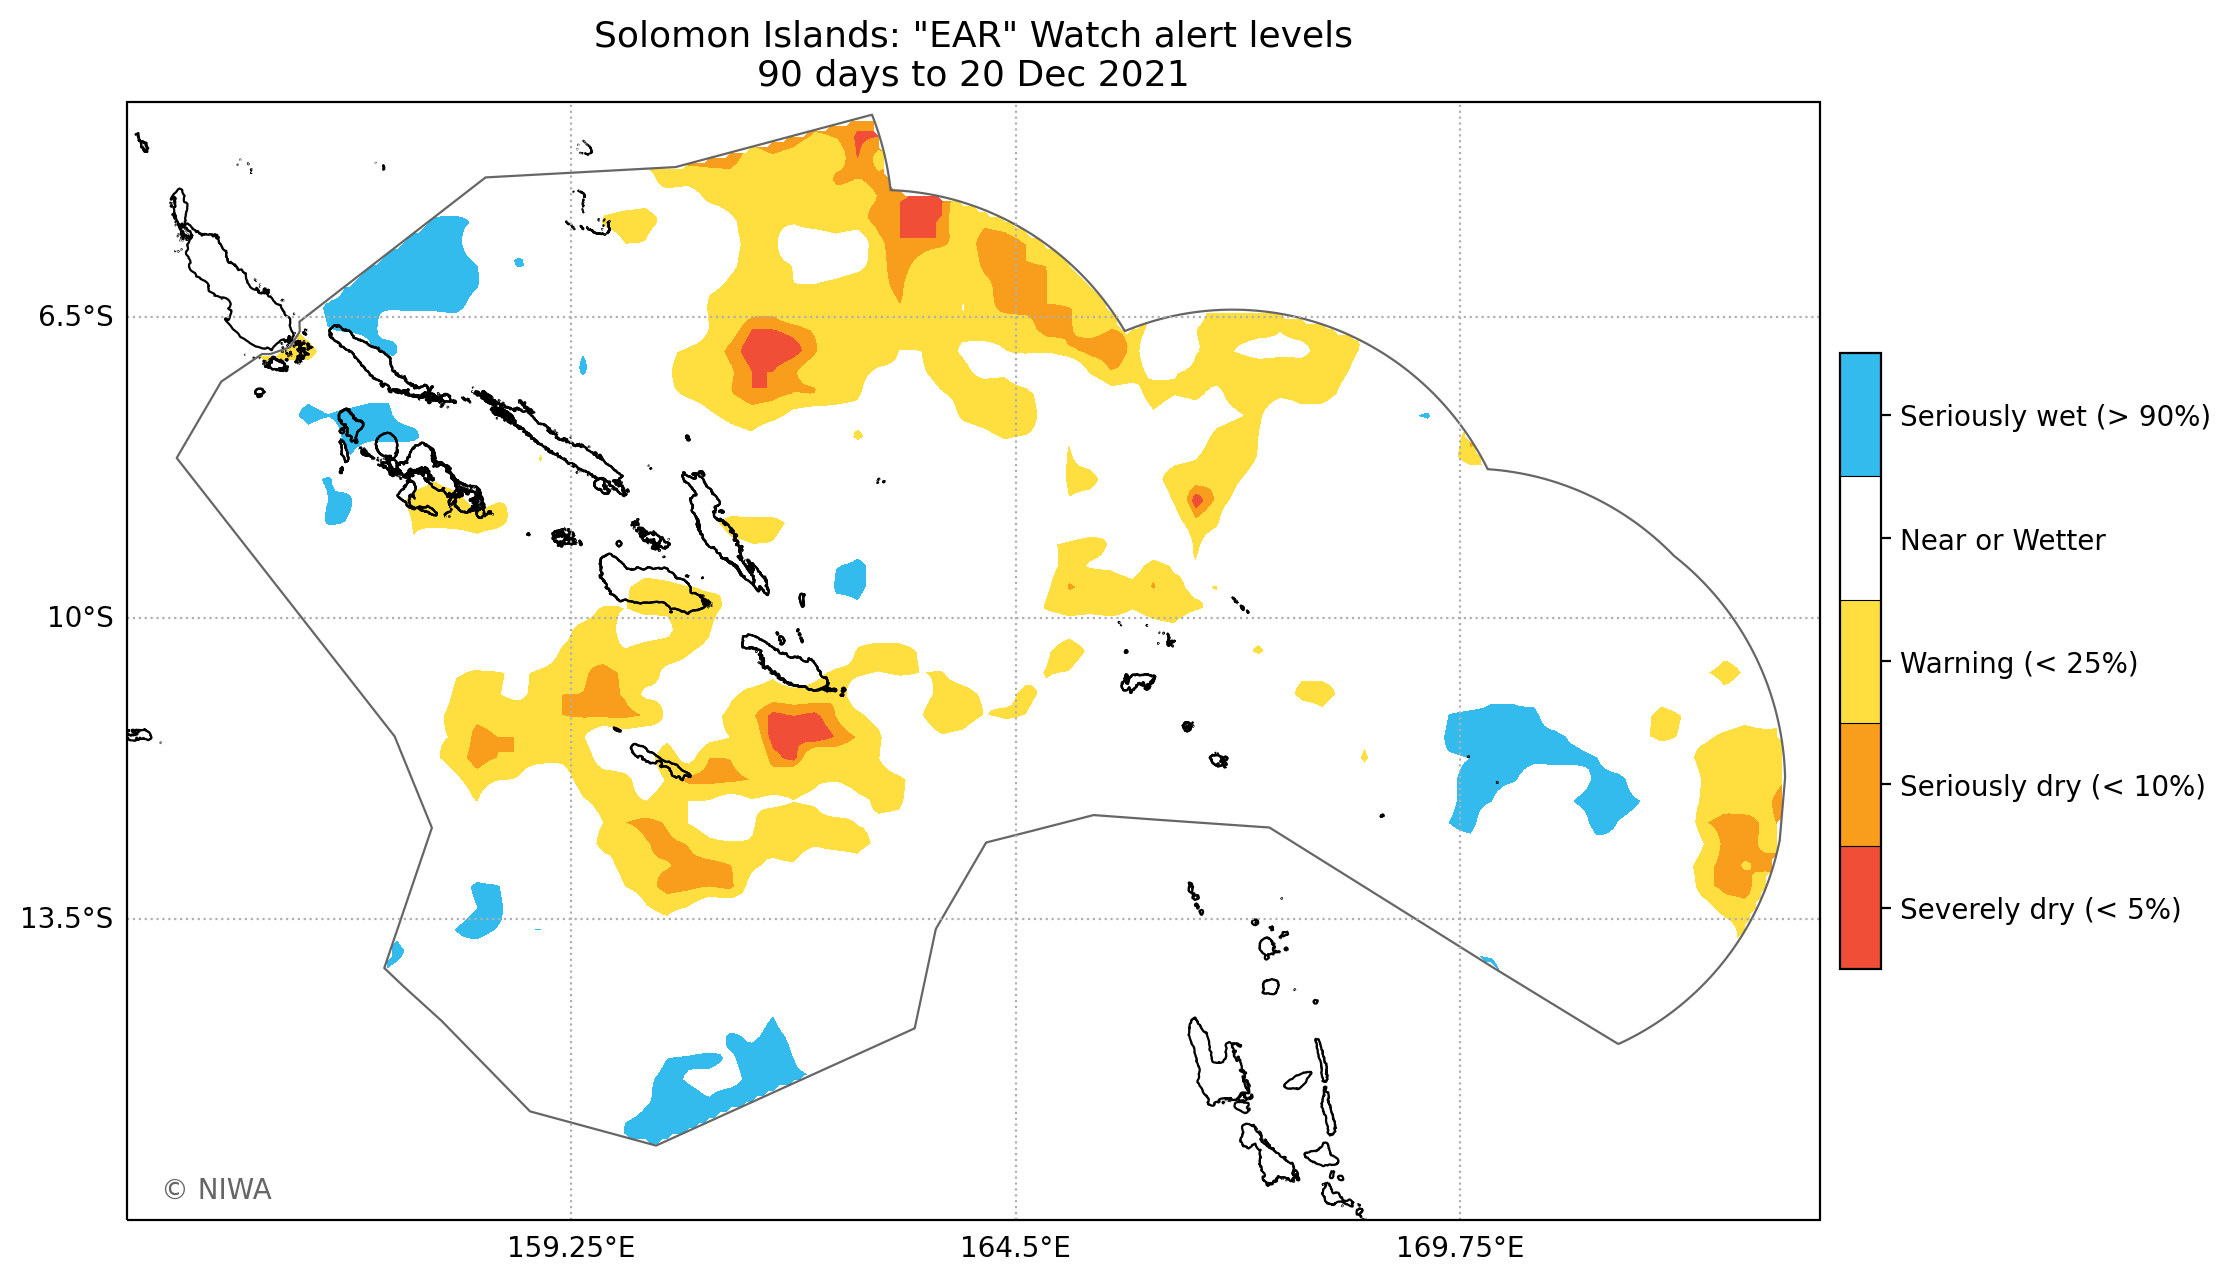 Solomon Islands: "EAR" Watch alert levels
90 days to 20 Dec 2021
6.5°S
10°S
13.5°S
159.25°E
164.5°E
169.75°E
Seriously wet (> 90%)
Near or Wetter
Warning (< 25%)
Seriously dry (< 10%)
Severely dry (< 5%)
© NIWA